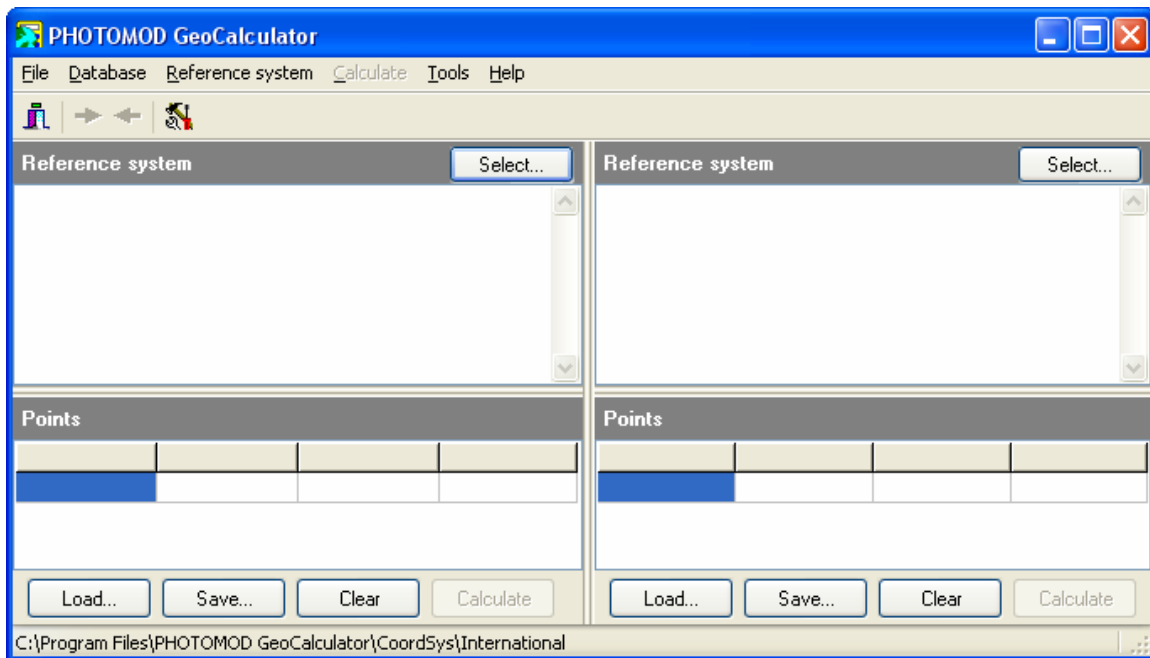 PHOTOMOD GeoCalculator
File Database Reference system Calculate Tools Help
Reference system Select... Reference system Select...
Points Points
Load... Save... Clear Calculate Load... Save... Clear Calculate
C:\Program Files\PHOTOMOD GeoCalculator\CoordSys\International